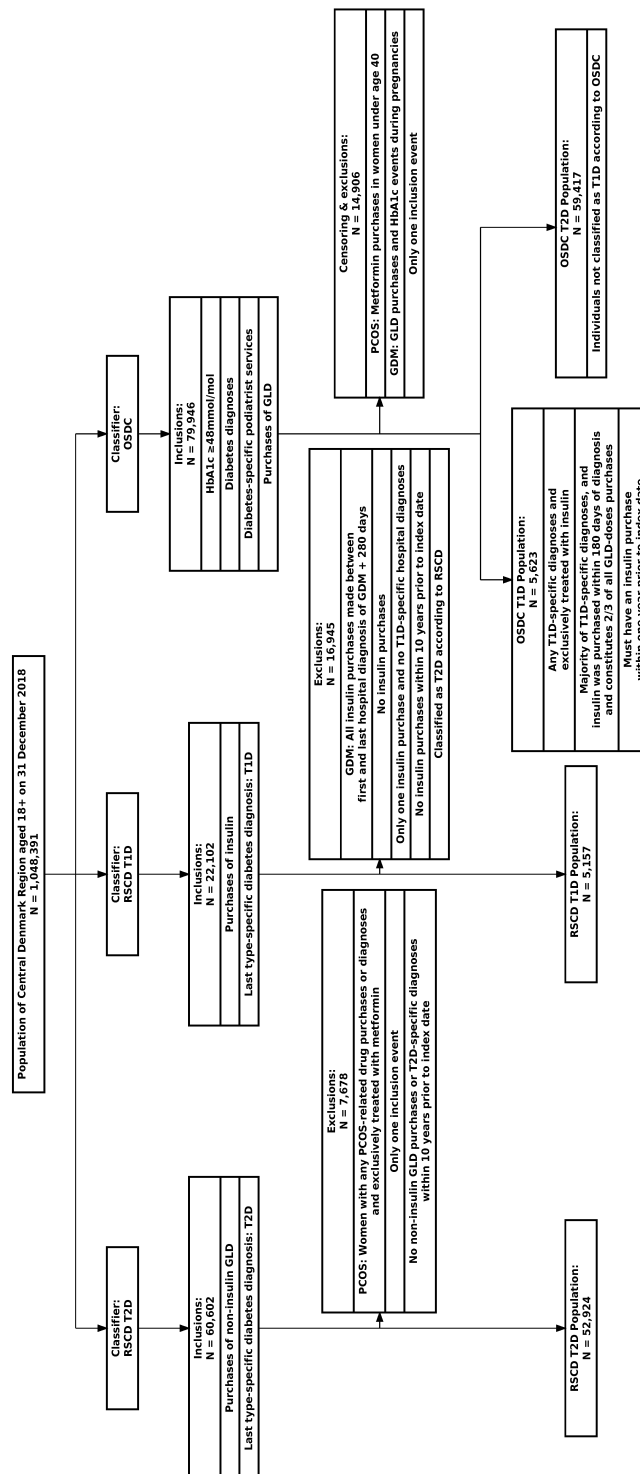 Population of Central Denmark Region aged 18+ on 31 December 2018
N = 1,048,391
Classifier:
RSCD T2D
Inclusions:
N = 60,602
Purchases of non-insulin GLD
Last type-specific diabetes diagnosis: T2D
Exclusions:
N = 7,678
PCOS: Women with any PCOS-related drug purchases or diagnoses
and exclusively treated with metformin
Only one inclusion event
No non-insulin GLD purchases or T2D-specific diagnoses
within 10 years prior to index date
RSCD T2D Population:
N = 52,924
Classifier:
RSCD T1D
Inclusions:
N = 22,102
Purchases of insulin
Last type-specific diabetes diagnosis: T1D
Exclusions:
N = 16,945
GDM: All insulin purchases made between
first and last hospital diagnosis of GDM + 280 days
No insulin purchases
Only one insulin purchase and no T1D-specific hospital diagnoses
No insulin purchases within 10 years prior to index date
Classified as T2D according to RSCD
RSCD T1D Population:
N = 5,157
Classifier:
OSDC
Inclusions:
N = 79,946
HbA1c ≥48mmol/mol
Diabetes diagnoses
Diabetes-specific podiatrist services
Purchases of GLD
Censoring & exclusions:
N = 14,906
PCOS: Metformin purchases in women under age 40
GDM: GLD purchases and HbA1c events during pregnancies
Only one inclusion event
OSDC T1D Population:
N = 5,623
Any T1D-specific diagnoses and
exclusively treated with insulin
Majority of T1D-specific diagnoses, and
insulin was purchased within 180 days of diagnosis
and constitutes 2/3 of all GLD-doses purchases
Must have an insulin purchase
within one year prior to index date
OSDC T2D Population:
N = 59,417
Individuals not classified as T1D according to OSDC